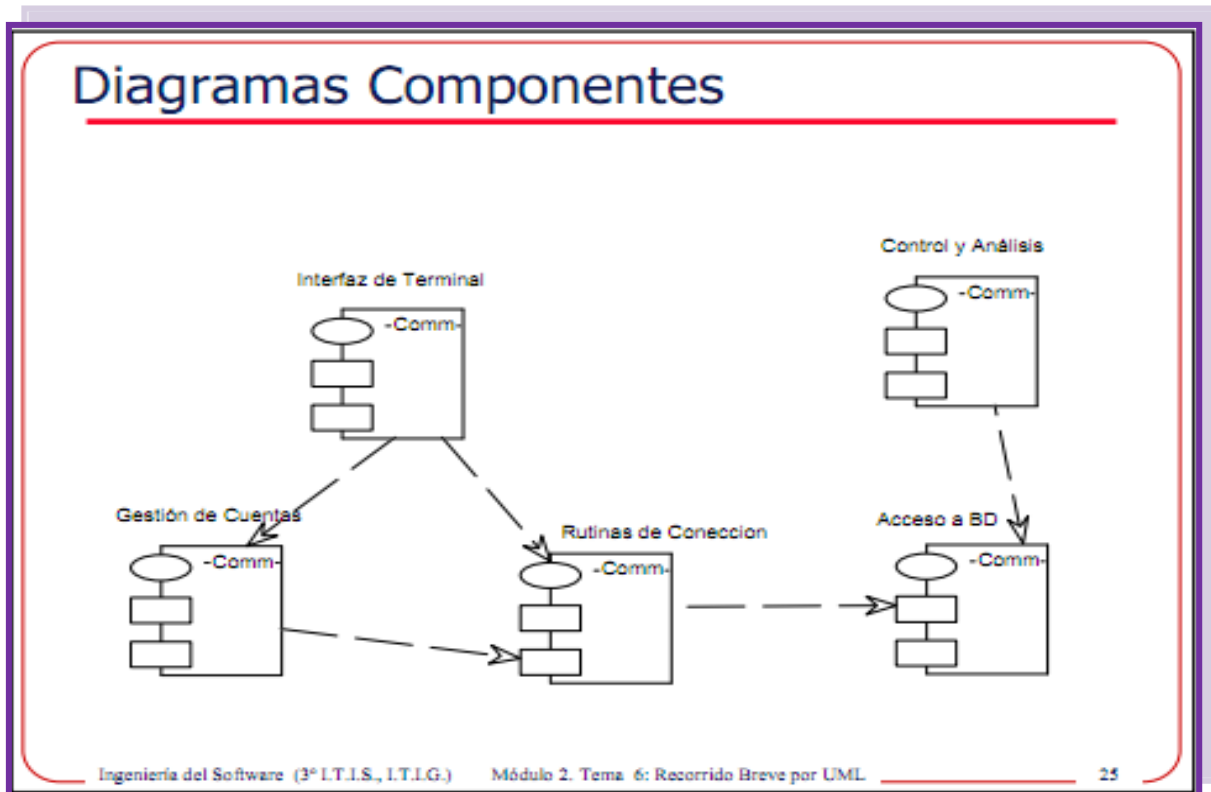 Diagramas Componentes
Control y Análisis
-Comm-
Interfaz de Terminal
-Comm-
Gestión de Cuentas
-Comm-
Rutinas de Coneccion
-Comm-
Acceso a BD
-Comm-
Ingeniería del Software (3º I.T.I.S., I.T.I.G.) Módulo 2. Tema 6: Recorrido Breve por UML 25